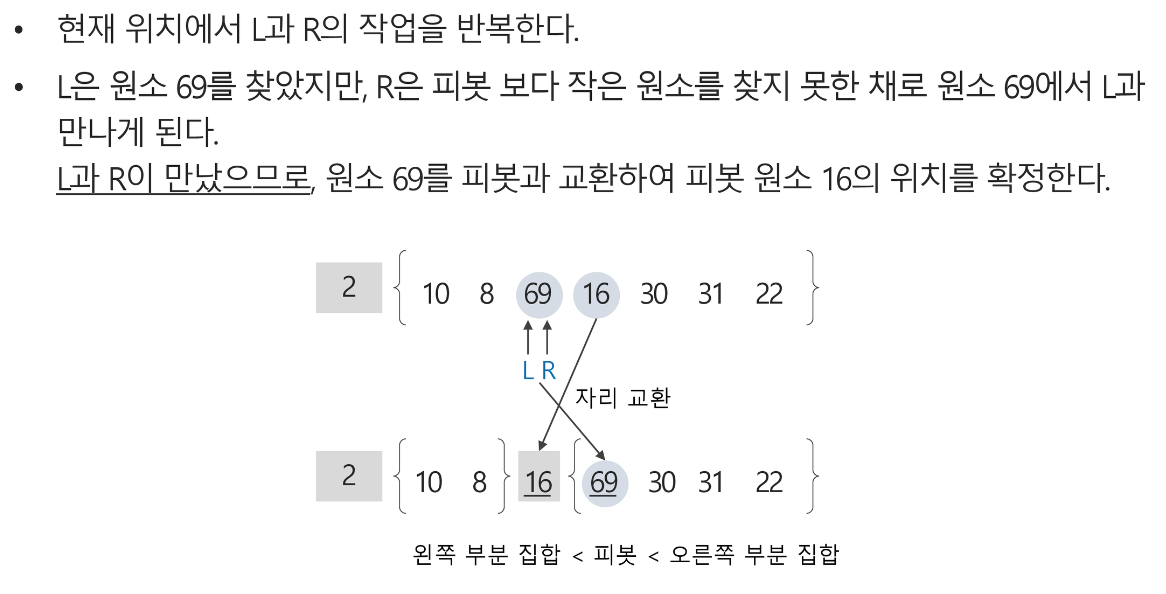 • 현재 위치에서 L과 R의 작업을 반복한다.
• L은 원소 69를 찾았지만, R은 피봇 보다 작은 원소를 찾지 못한 채로 원소 69에서 L과
만나게 된다.
L과 R이 만났으므로, 원소 69를 피봇과 교환하여 피봇 원소 16의 위치를 확정한다.
2 { 10 8 69 16 30 31 22 }
L R
자리 교환
2 { 10 8 } 16 { 69 30 31 22 }
왼쪽 부분 집합 < 피봇 < 오른쪽 부분 집합